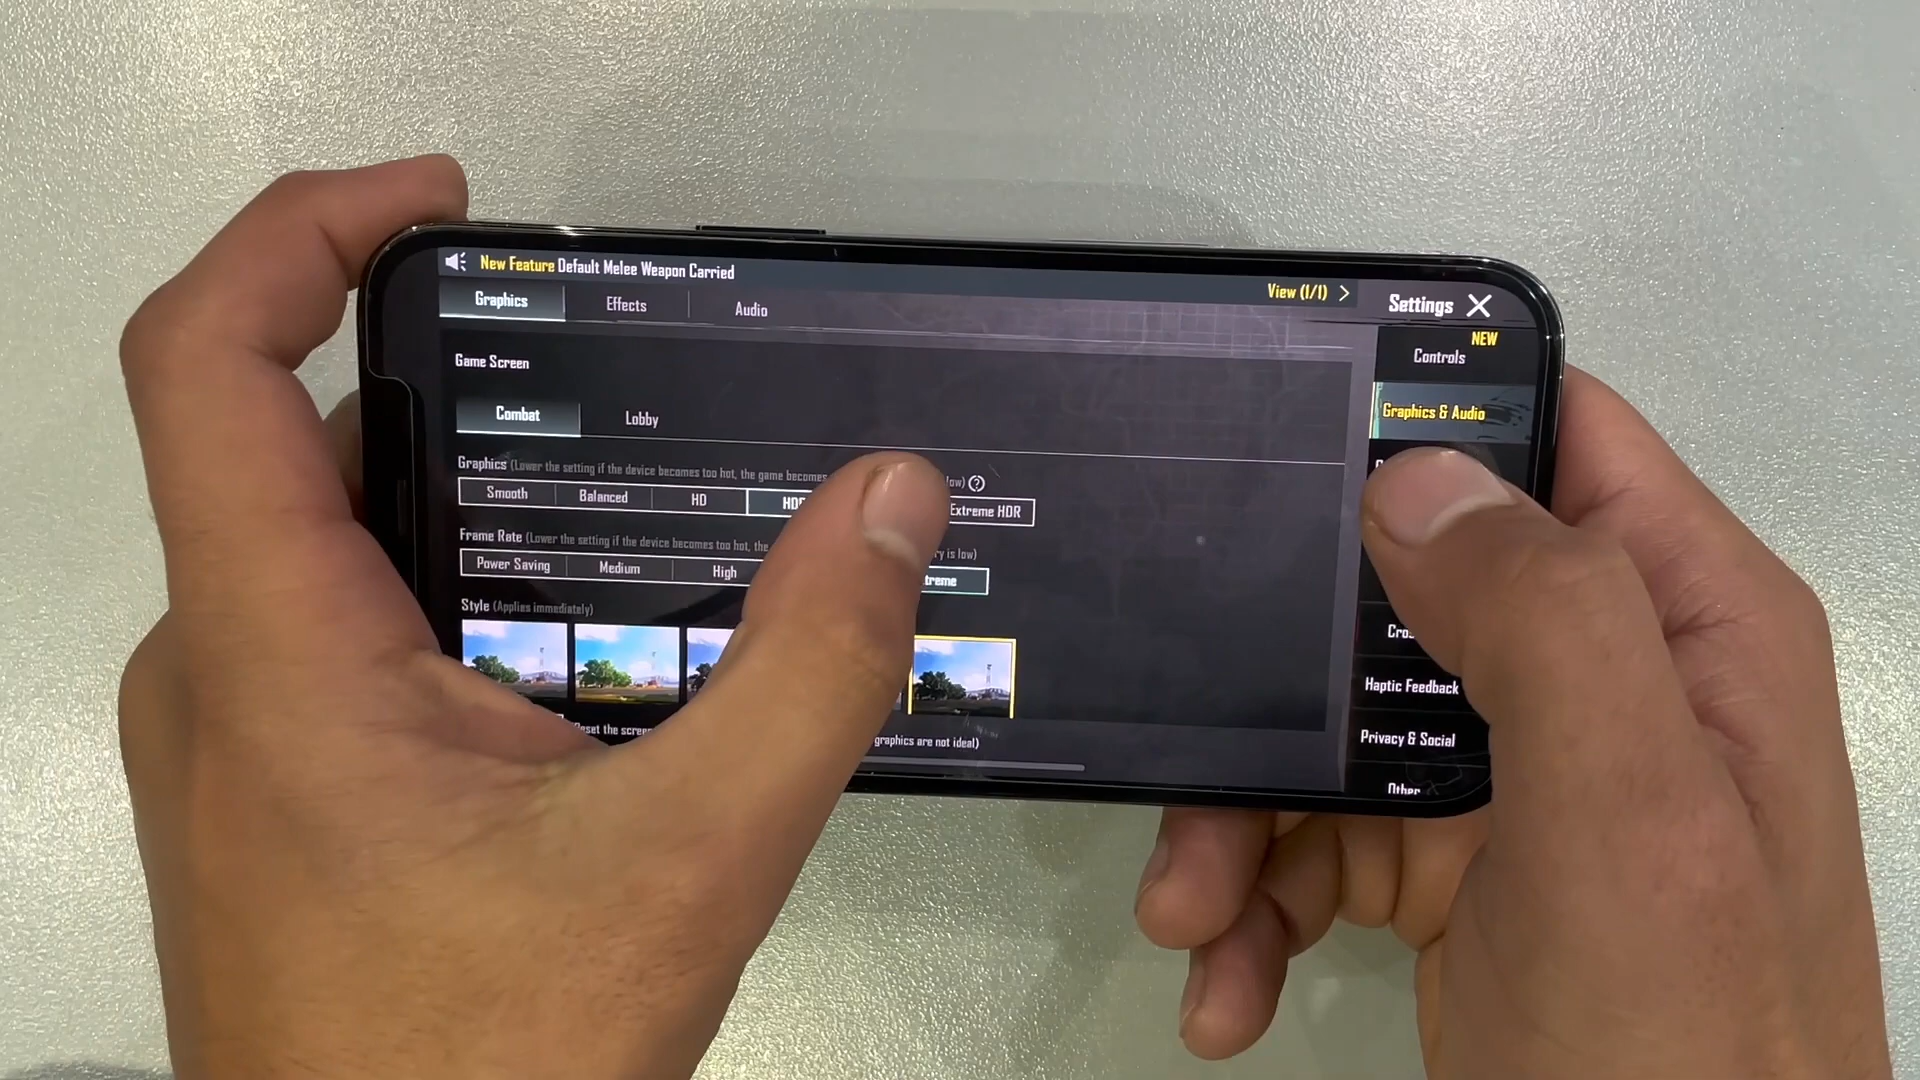 New Feature Default Melee Weapon Carried
View (1/1)
Settings
Graphics Effects Audio
NEW
Controls
Game Screen
Graphics & Audio
Combat Lobby
Graphics (Lower the setting if the device becomes too hot, the game becomes low)
Smooth Balanced HD Extreme HDR
Frame Rate (Lower the setting if the device becomes too hot, the is low)
Power Saving Medium High
Style (Applies immediately)
Haptic Feedback
Privacy & Social
the graphics are not ideal)
Other